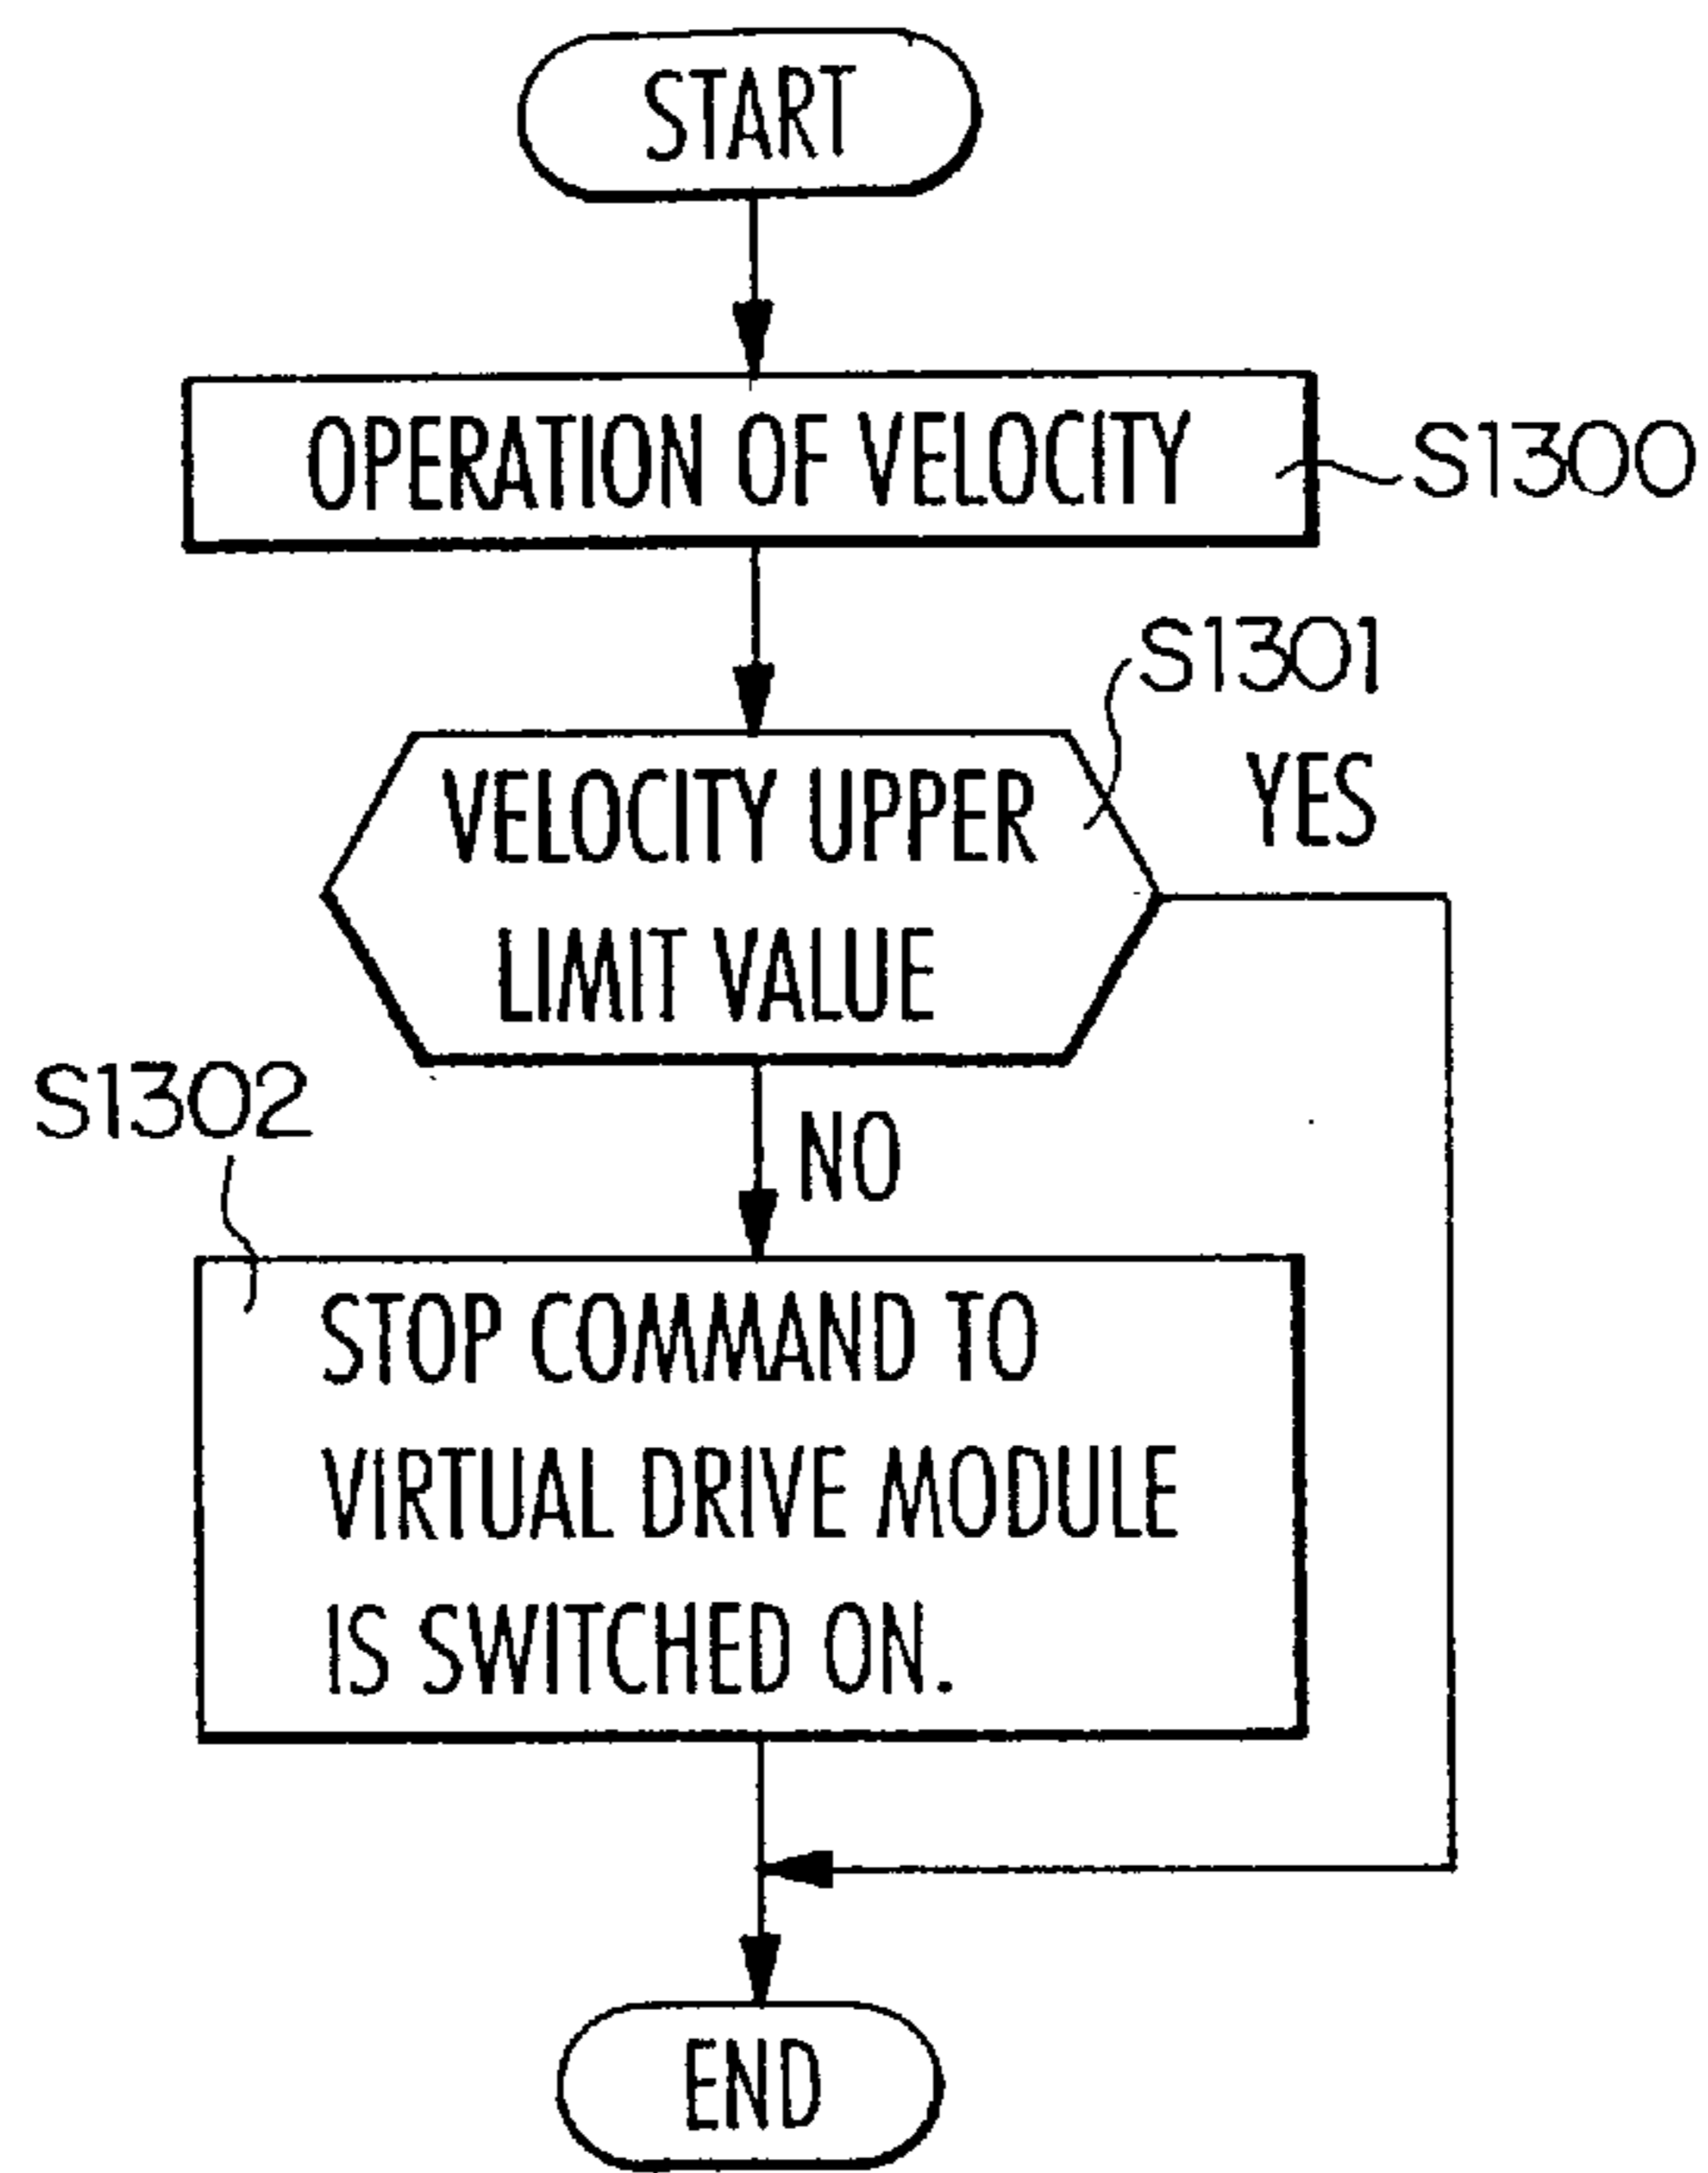 START
OPERATION OF VELOCITY
S1300
S1301
VELOCITY UPPER
LIMIT VALUE
YES
NO
S1302
STOP COMMAND TO
VIRTUAL DRIVE MODULE
IS SWITCHED ON.
END